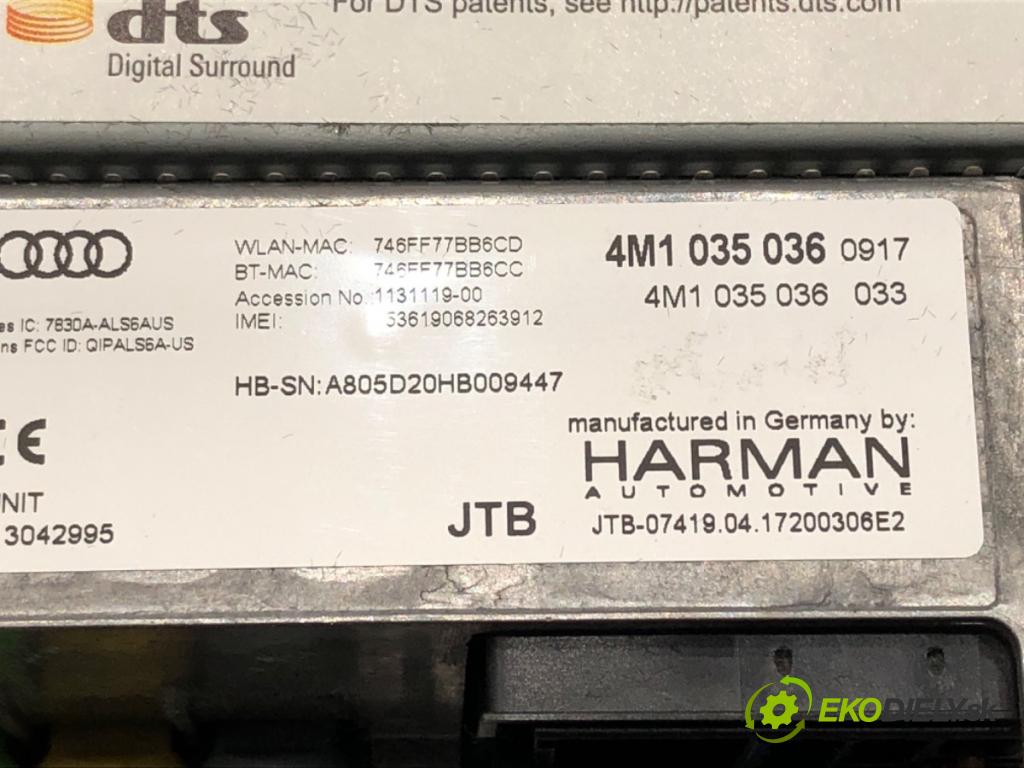 For DTS patents, see http://patents.dts.com
dts
Digital Surround
WLAN-MAC: 746FF77BB6CD
BT-MAC: 746FF77BB6CC
Accession No. 1131119-00
IMEI: 53619068263912
4M1 035 036 0917
4M1 035 036 033
es IC: 7830A-ALS6AUS
ns FCC ID: QIPALS6A-US
HB-SN: A805D20HB009447
CE
NIT
3042995
JTB
manufactured in Germany by:
HARMAN
AUTOMOTIVE
JTB-07419.04.17200306E2
EKODIELY.sk